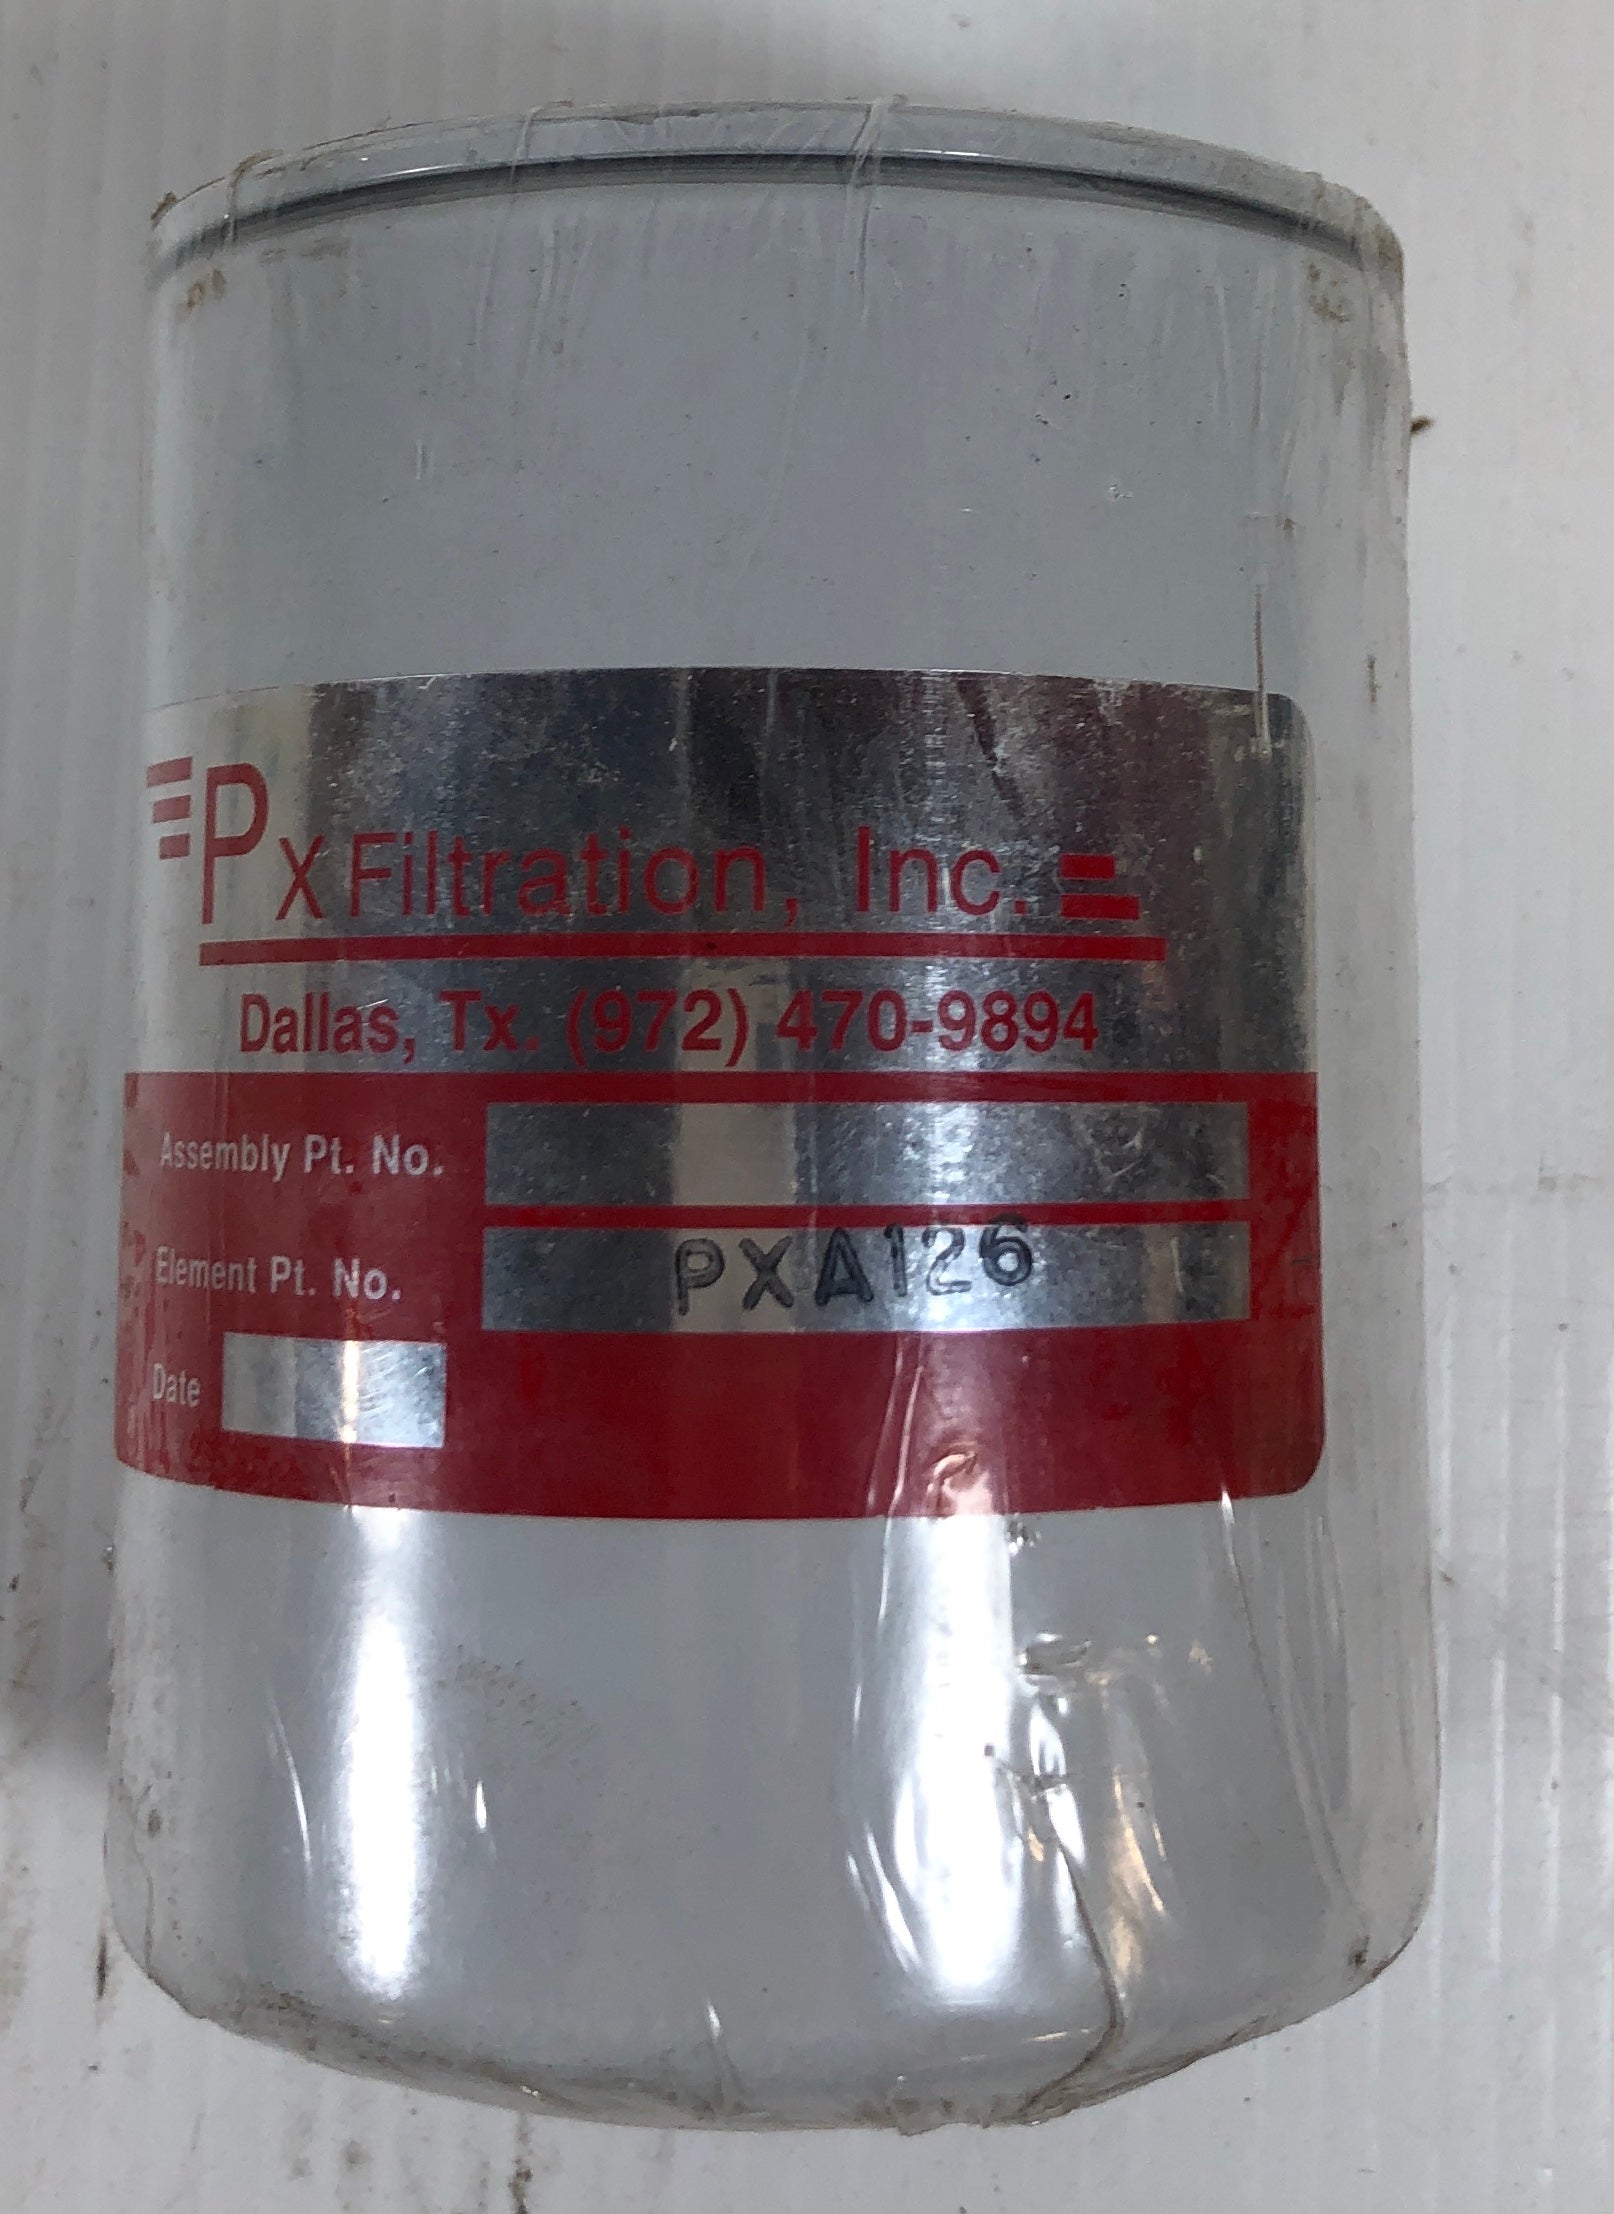 Px Filtration, Inc.
Dallas, Tx. (972) 470-9894
Assembly Pt. No.
Element Pt. No. PXA126
Date